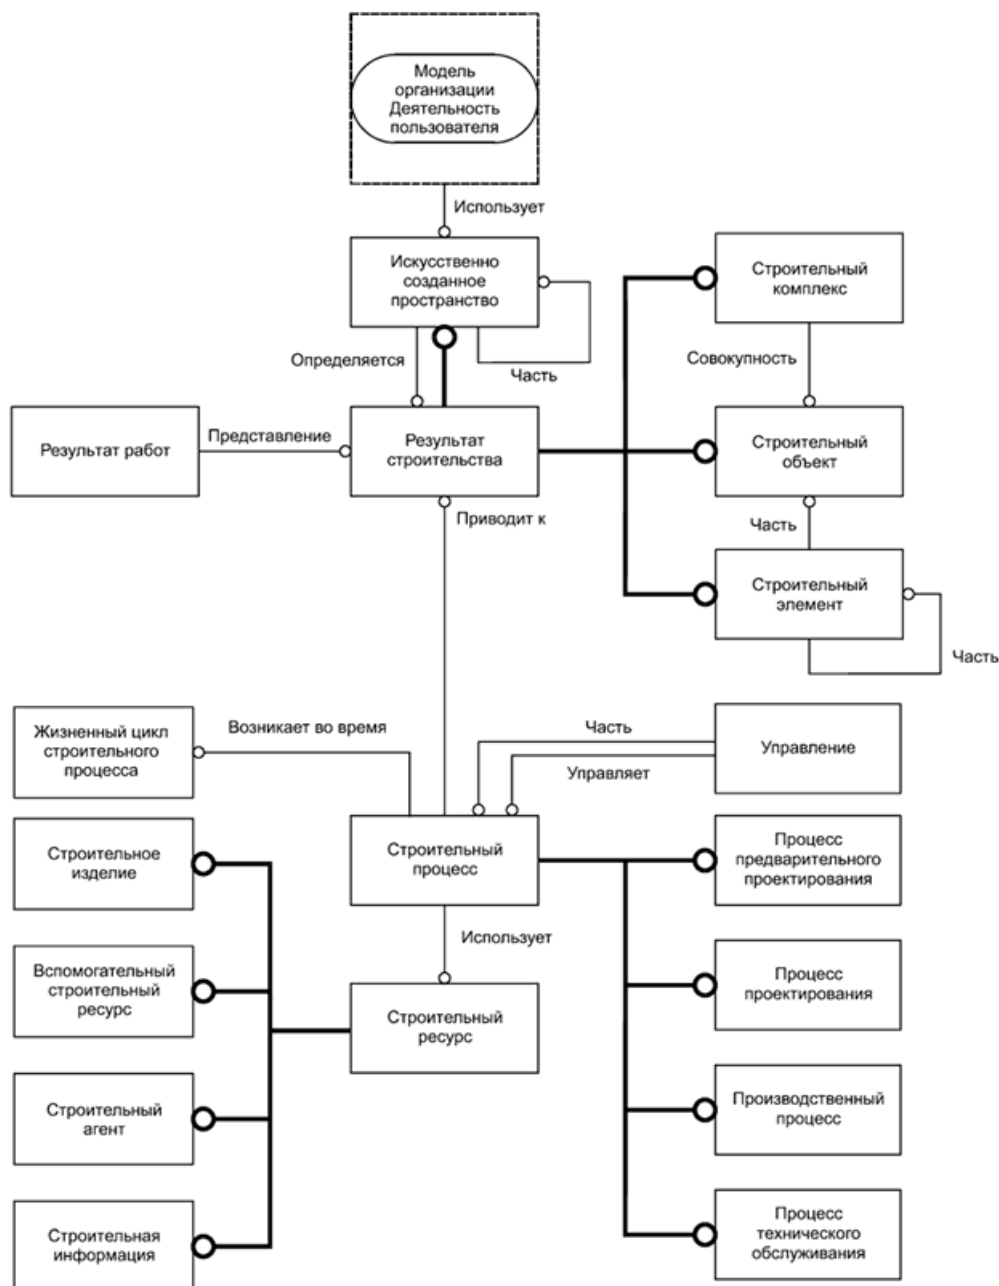 Модель
организации
Деятельность
пользователя
Использует
Искусственно
созданное
пространство
Строительный
комплекс
Определяется
Часть
Совокупность
Результат работ
Представление
Результат
строительства
Строительный
объект
Приводит к
Часть
Строительный
элемент
Часть
Жизненный цикл
строительного
процесса
Возникает во время
Часть
Управляет
Управление
Строительное
изделие
Строительный
процесс
Процесс
предварительного
проектирования
Использует
Вспомогательный
строительный
ресурс
Процесс
проектирования
Строительный
ресурс
Строительный
агент
Производственный
процесс
Строительная
информация
Процесс
технического
обслуживания